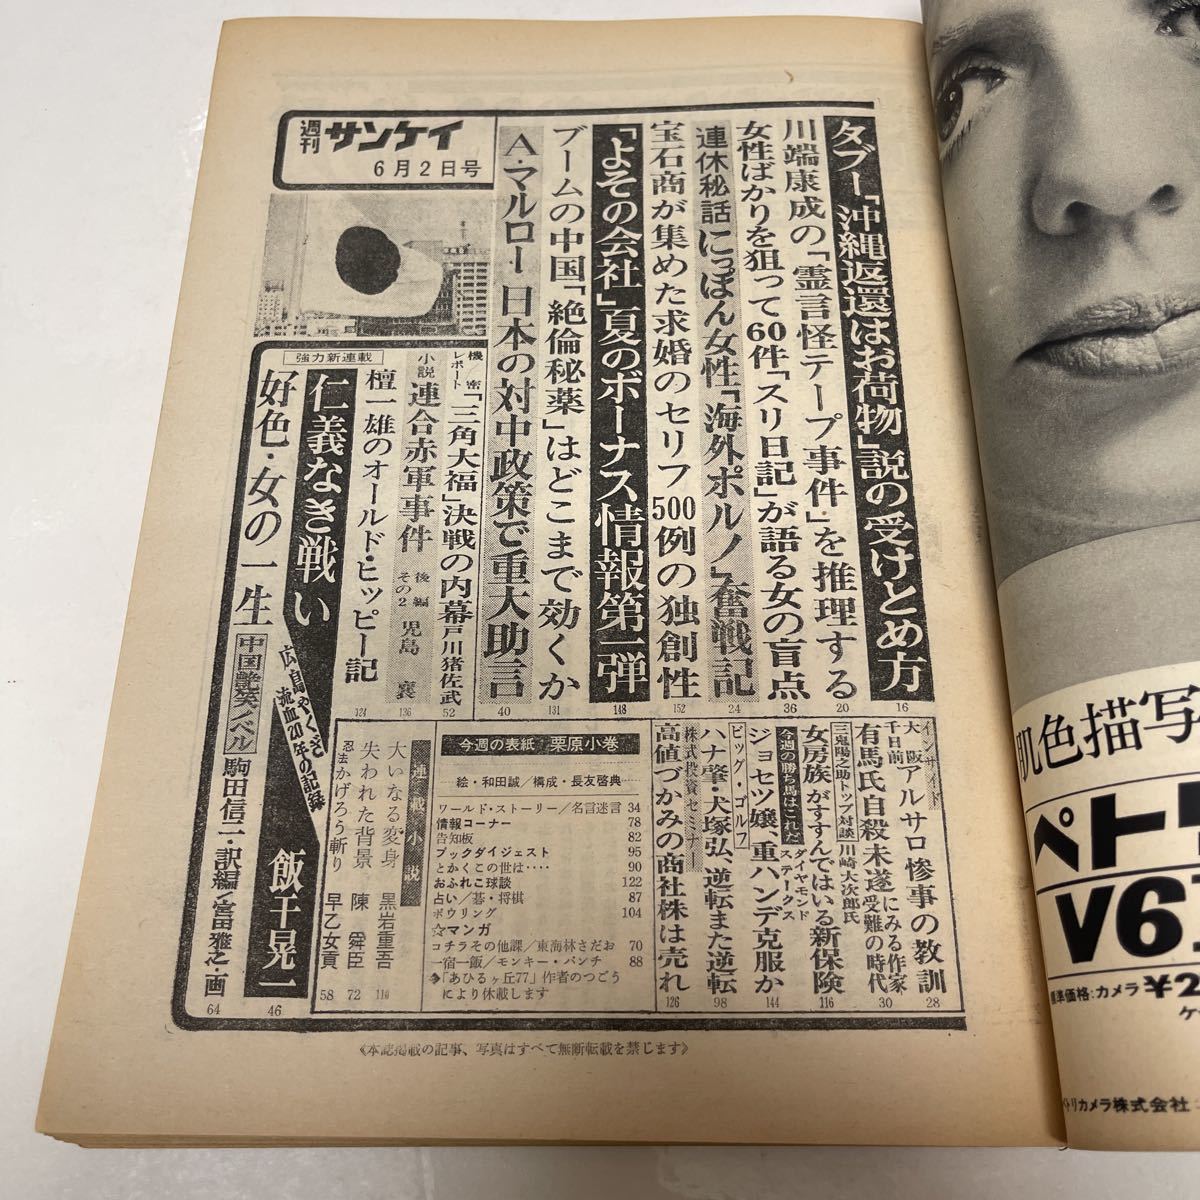 週刊サンケイ
6月2日号
タブー「沖縄返還はお荷物」説の受けとめ方
16
川端康成の「霊言怪テープ事件」を推理する
20
女性ばかりを狙って60件「スリ日記」が語る女の盲点
36
連休秘話 にっぽん女性「海外ポルノ」奮戦記
24
宝石商が集めた求婚のセリフ500例の独創性
152
「よその会社」夏のボーナス情報第一弾
148
ブームの中国「絶倫秘薬」はどこまで効くか
131
A・マルロー 日本の対中政策で重大助言
40
機密レポート 「三角大福」決戦の内幕 戸川猪佐武
52
小説 連合赤軍事件 後編 その2 児島 襄
136
檀一雄のオールド・ヒッピー記
124
強力新連載
仁義なき戦い 広島やくざ・流血20年の記録 飯干晃一
46
好色・女の一生 中国艶笑ノベル 駒田信二・訳編/富田雅之・画
64
インサイド
大阪千日前 アルサロ惨事の教訓
28
有馬氏自殺未遂にみる作家受難の時代
30
三鬼陽之助トップ対談 川崎大次郎氏
女房族がすすんではいる新保険
116
今週の勝ち馬はこれだ ダイヤモンドステークス
ジョセツ嬢、重ハンデ克服か
144
ビッグ・ゴルフ
ハナ肇・犬塚弘、逆転また逆転
98
株式投資セミナー
高値づかみの商社株は売れ
126
今週の表紙 栗原小巻
絵・和田誠/構成・長友啓典
ワールド・ストーリー/名言迷言 34
情報コーナー 78
告知板 82
ブックダイジェスト 95
とかくこの世は‥‥ 90
おふれこ球談 122
占い/碁・将棋 87
ボウリング 104
☆マンガ
コチラその他課/東海林さだお 70
一宿一飯/モンキー・パンチ 88
◆「あひるヶ丘77」作者のつごうにより休載します
連載小説
大いなる変身 黒岩重吾
110
失われた背景 陳 舜臣
72
忍法かげろう斬り 早乙女貢
58
《本誌掲載の記事、写真はすべて無断転載を禁じます》
肌色描写
ペト
V6
標準価格:カメラ ¥2
ケ
ペトリカメラ株式会社